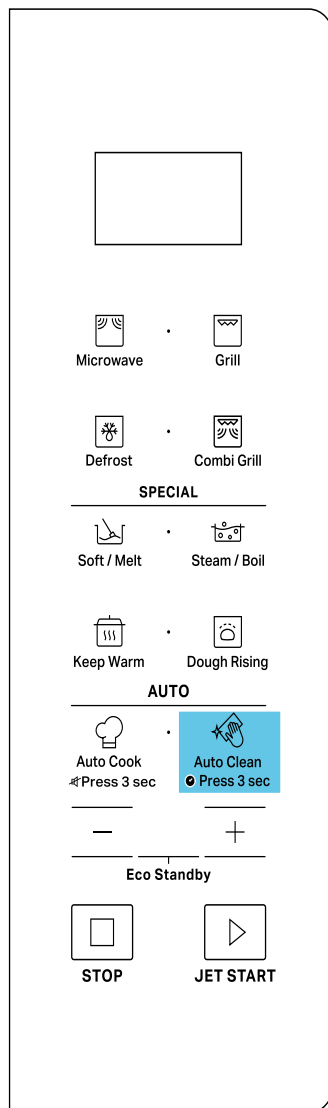 Microwave
Grill
Defrost
Combi Grill
SPECIAL
Soft / Melt
Steam / Boil
Keep Warm
Dough Rising
AUTO
Auto Cook
Press 3 sec
Auto Clean
Press 3 sec
Eco Standby
STOP
JET START